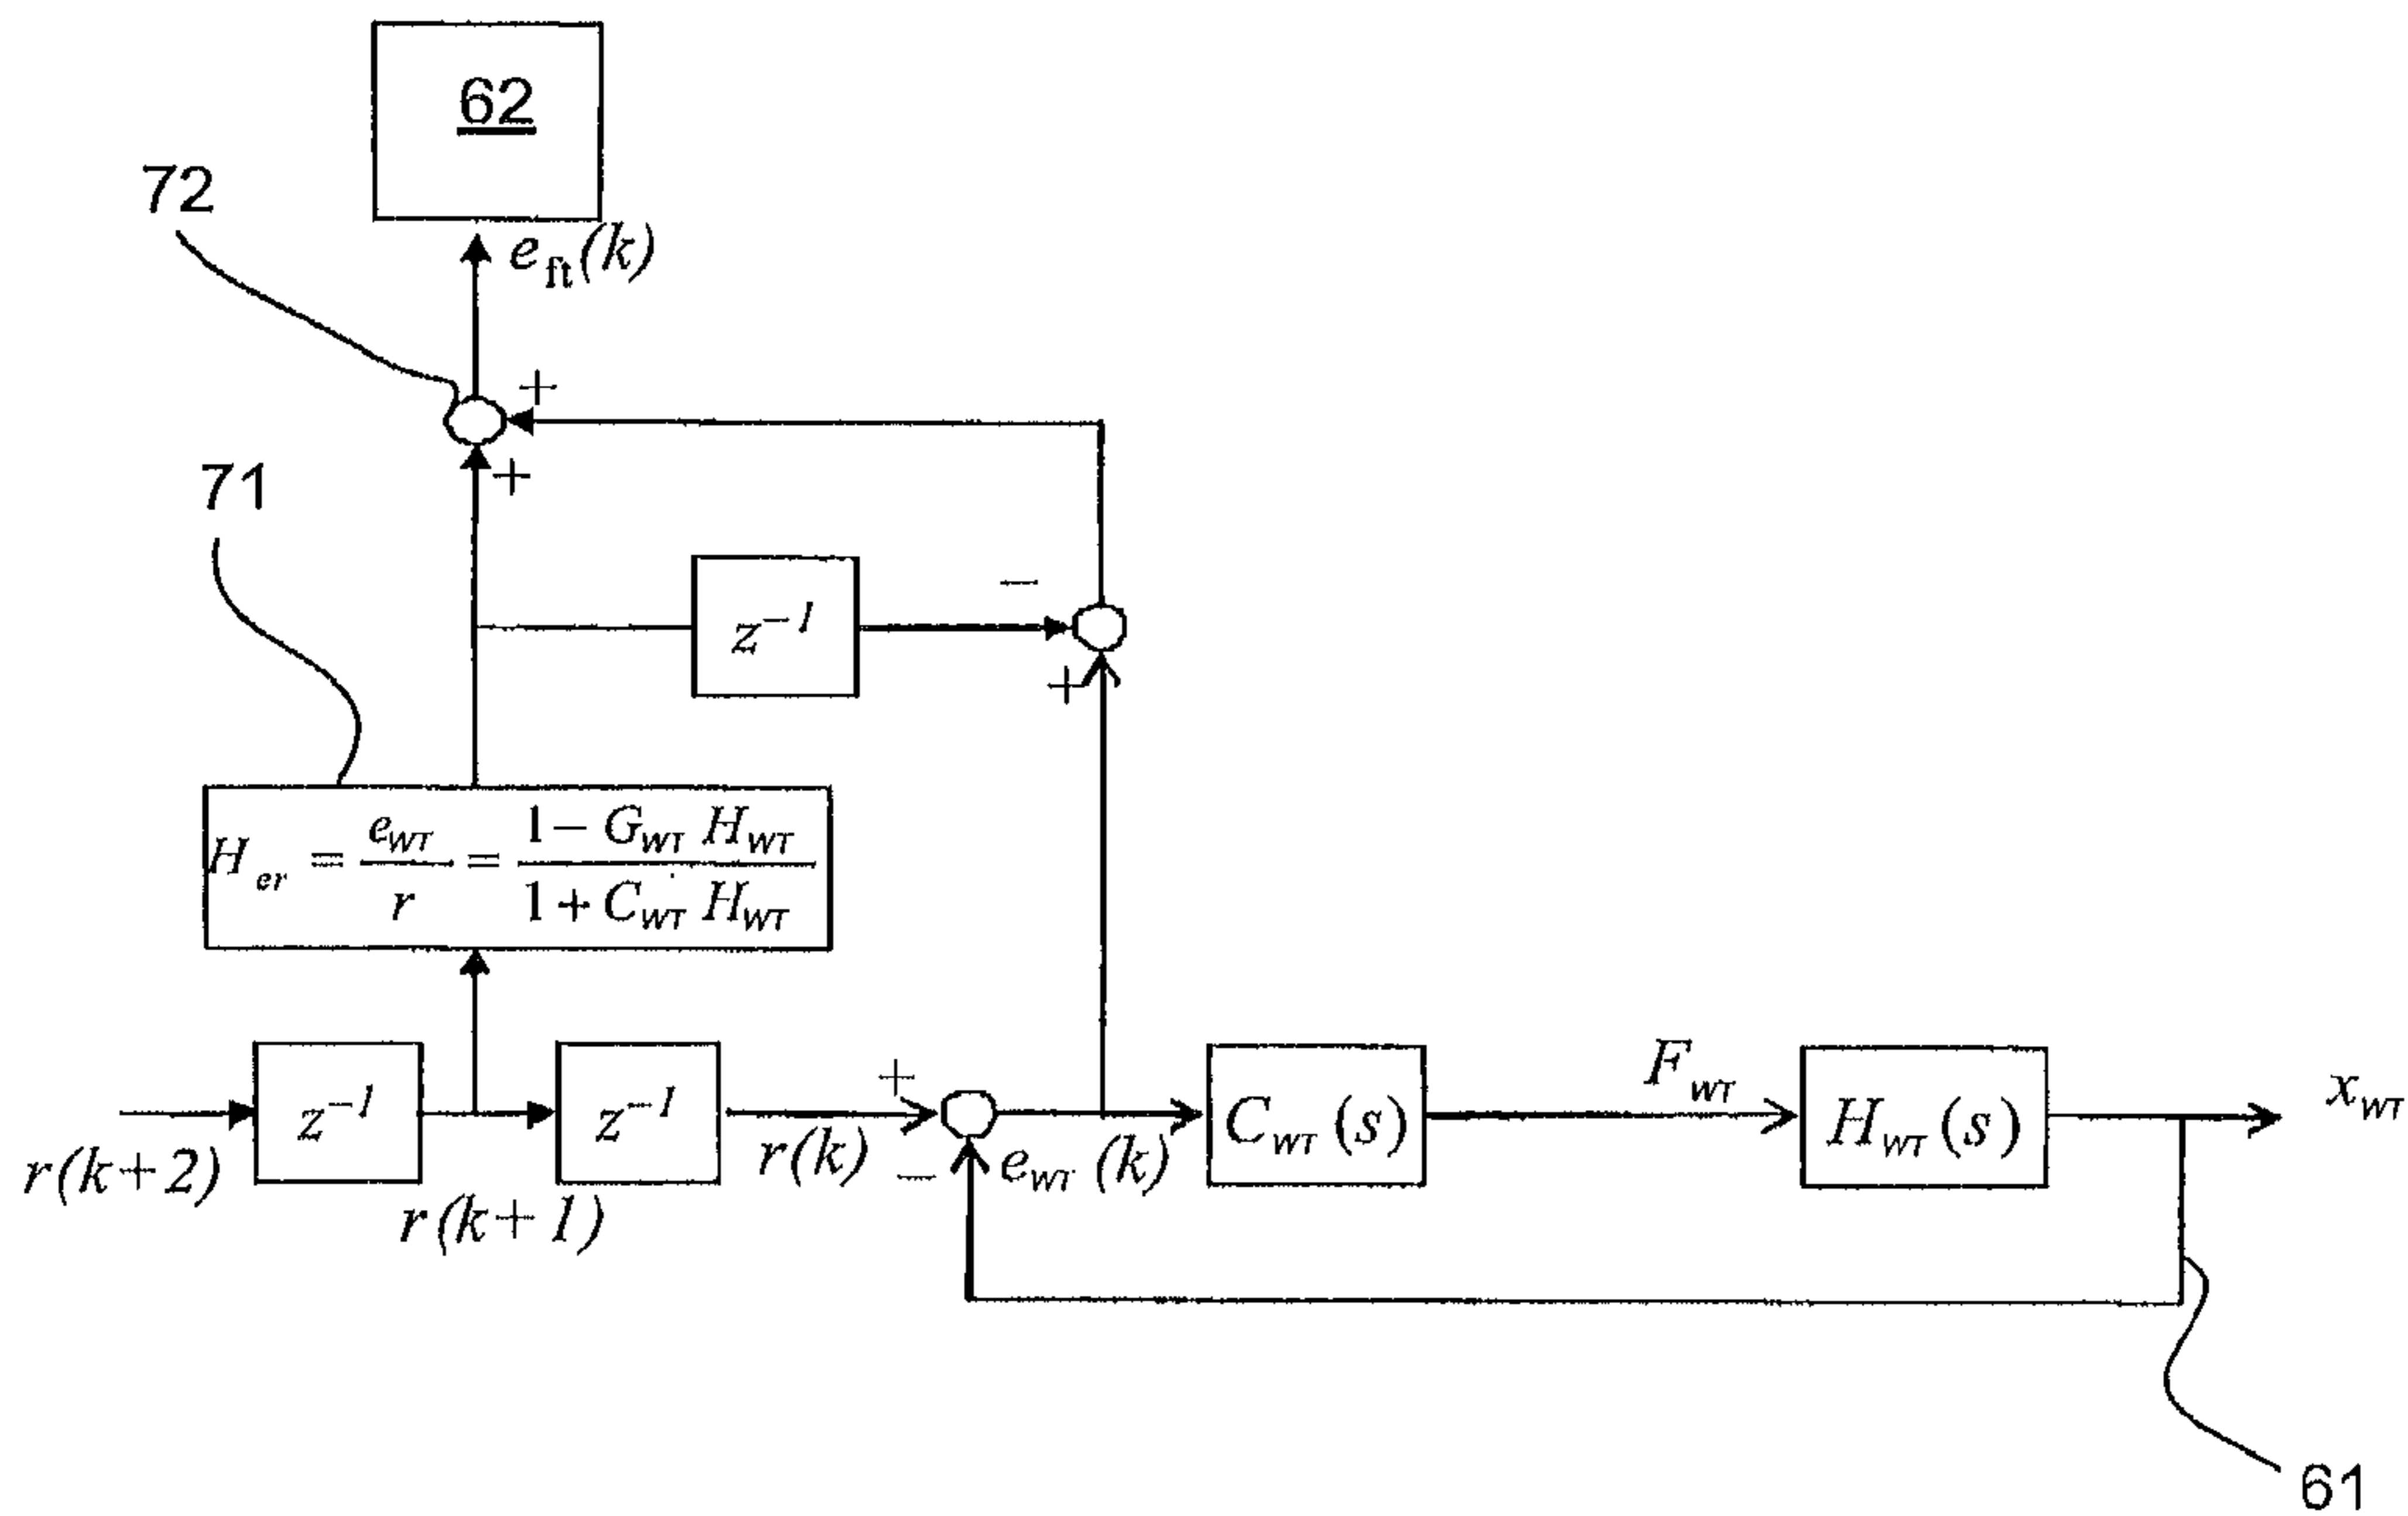 62
72
e_ft(k)
+
+
71
z^-1
−
+
H_er = e_WT / r = (1 − G_WT H_WT) / (1 + C_WT H_WT)
r(k+2)
z^-1
r(k+1)
z^-1
r(k)
+
−
e_WT (k)
C_WT (s)
F_WT
H_WT (s)
x_WT
61